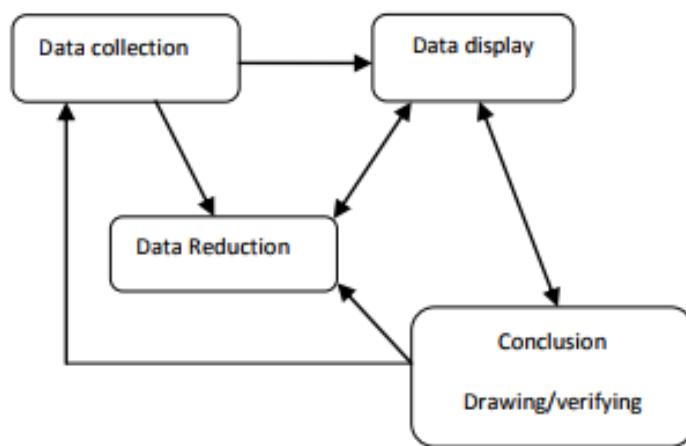 Data collection
Data display
Data Reduction
Conclusion
Drawing/verifying